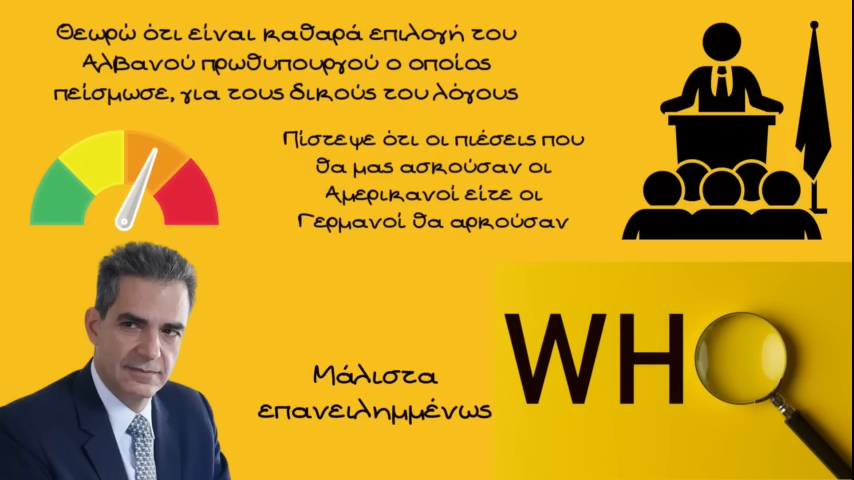 Θεωρώ ότι είναι καθαρά επιλογή του
Αλβανού πρωθυπουργού ο οποίος
πείσμωσε, για τους δικούς του λόγους
Πίστεψε ότι οι πιέσεις που
θα μας ασκούσαν οι
Αμερικανοί είτε οι
Γερμανοί θα αρκούσαν
Μάλιστα
επανειλημμένως
WHO